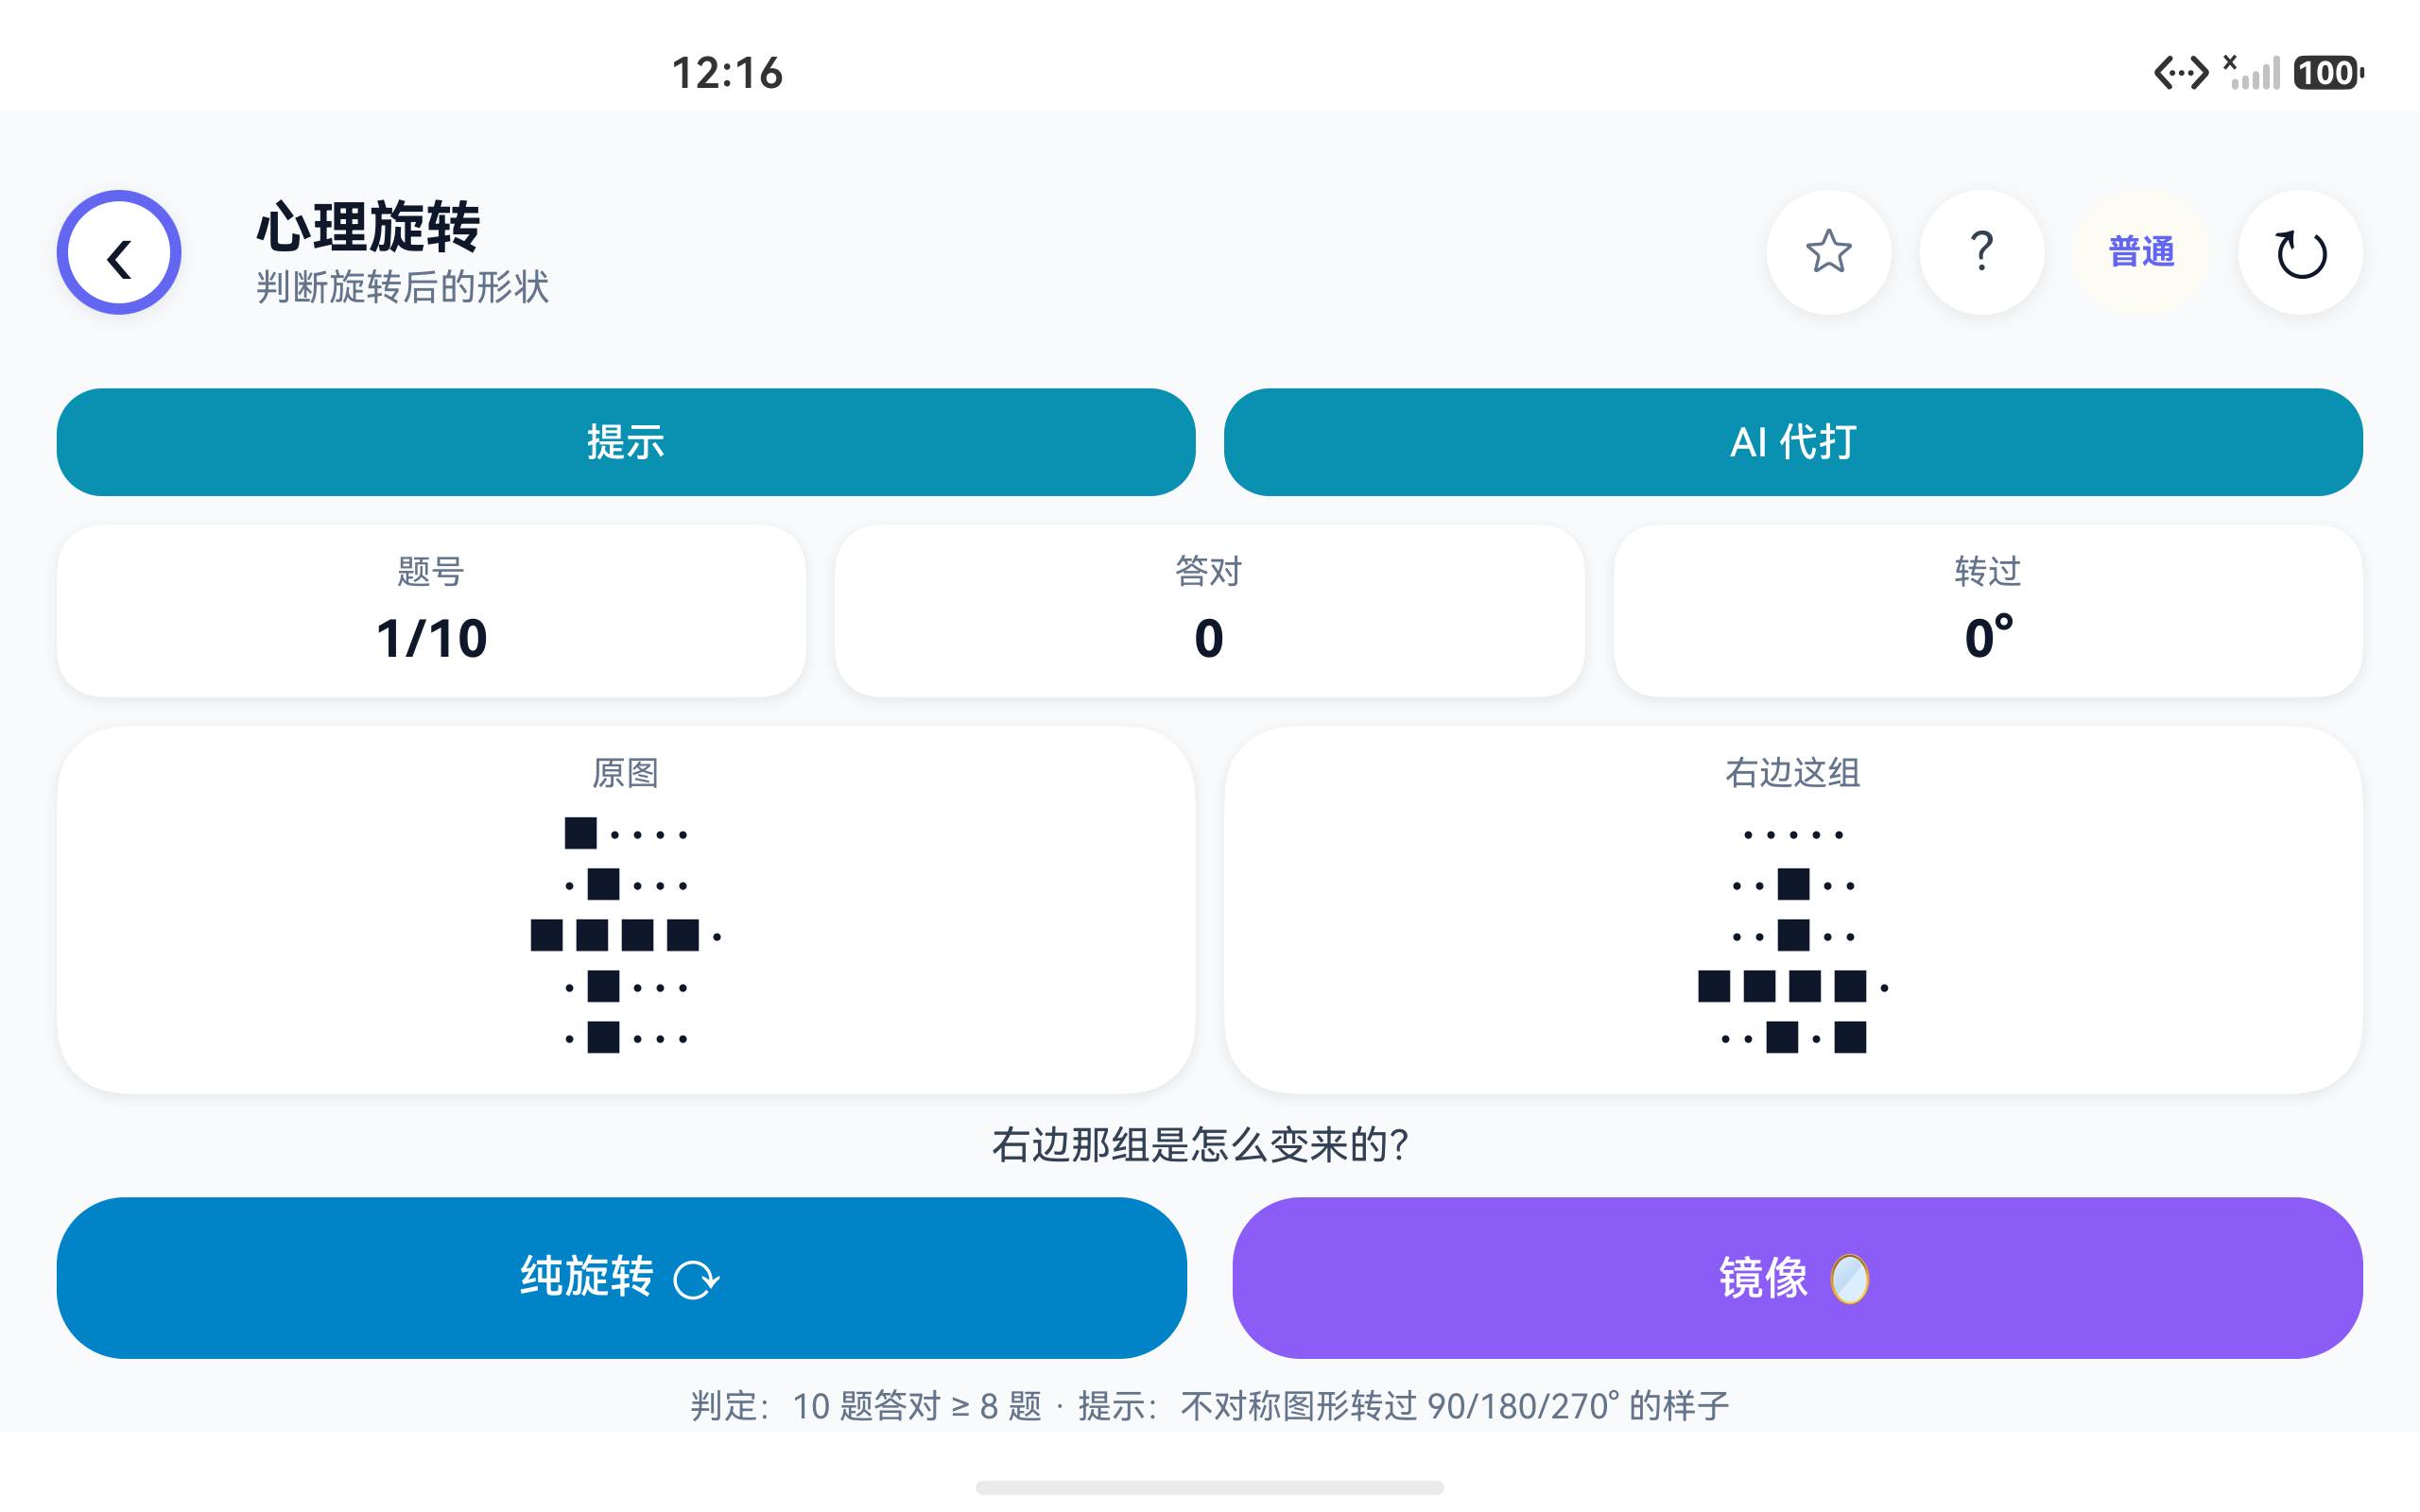 12:16
100
心理旋转
判断旋转后的形状
?
普通
提示
AI 代打
题号
1/10
答对
0
转过
0°
原图
■····
·■···
■■■■·
·■···
·■···
右边这组
·····
··■··
··■··
■■■■·
··■·■
右边那组是怎么变来的?
纯旋转 ⟳
镜像 🪞
判定: 10 题答对 ≥ 8 题 · 提示: 不对称图形转过 90/180/270° 的样子